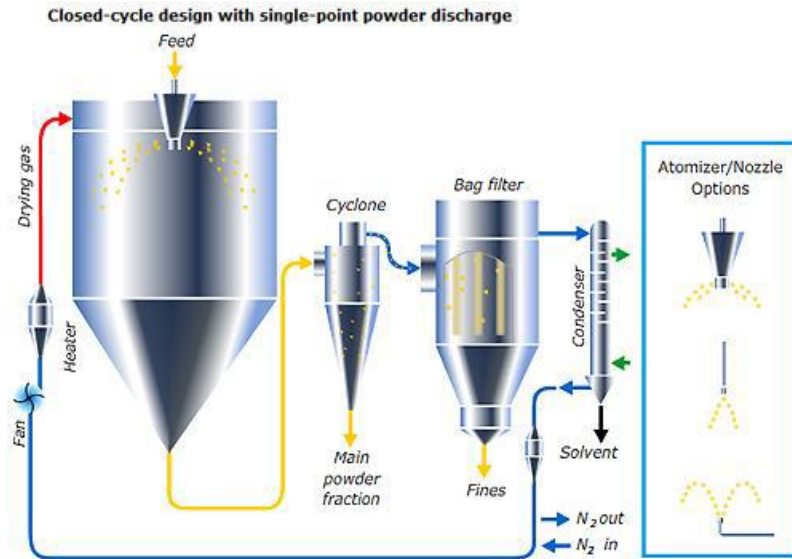 Closed-cycle design with single-point powder discharge
Feed
Drying gas
Heater
Fan
Cyclone
Main
powder
fraction
Bag filter
Fines
Condenser
Solvent
N₂ out
N₂ in
Atomizer/Nozzle
Options